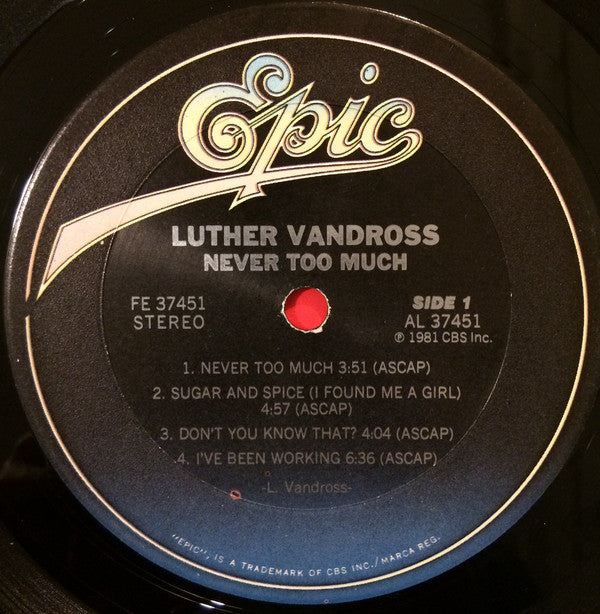 Epic
LUTHER VANDROSS
NEVER TOO MUCH
FE 37451
STEREO
SIDE 1
AL 37451
℗ 1981 CBS Inc.
1. NEVER TOO MUCH 3:51 (ASCAP)
2. SUGAR AND SPICE (I FOUND ME A GIRL)
4:57 (ASCAP)
3. DON'T YOU KNOW THAT? 4:04 (ASCAP)
4. I'VE BEEN WORKING 6:36 (ASCAP)
-L. Vandross-
"EPIC", IS A TRADEMARK OF CBS INC./MARCA REG.